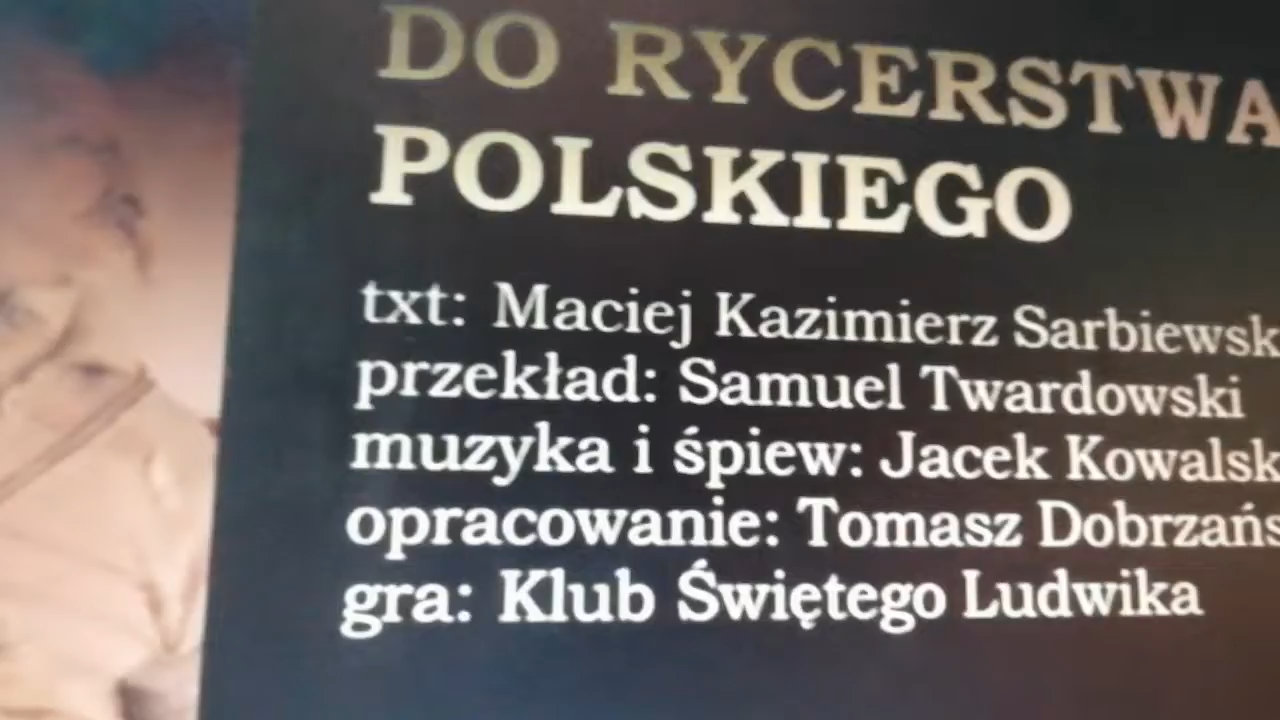 DO RYCERSTWA
POLSKIEGO
txt: Maciej Kazimierz Sarbiewsk
przekład: Samuel Twardowski
muzyka i śpiew: Jacek Kowalsk
opracowanie: Tomasz Dobrzańs
gra: Klub Świętego Ludwika